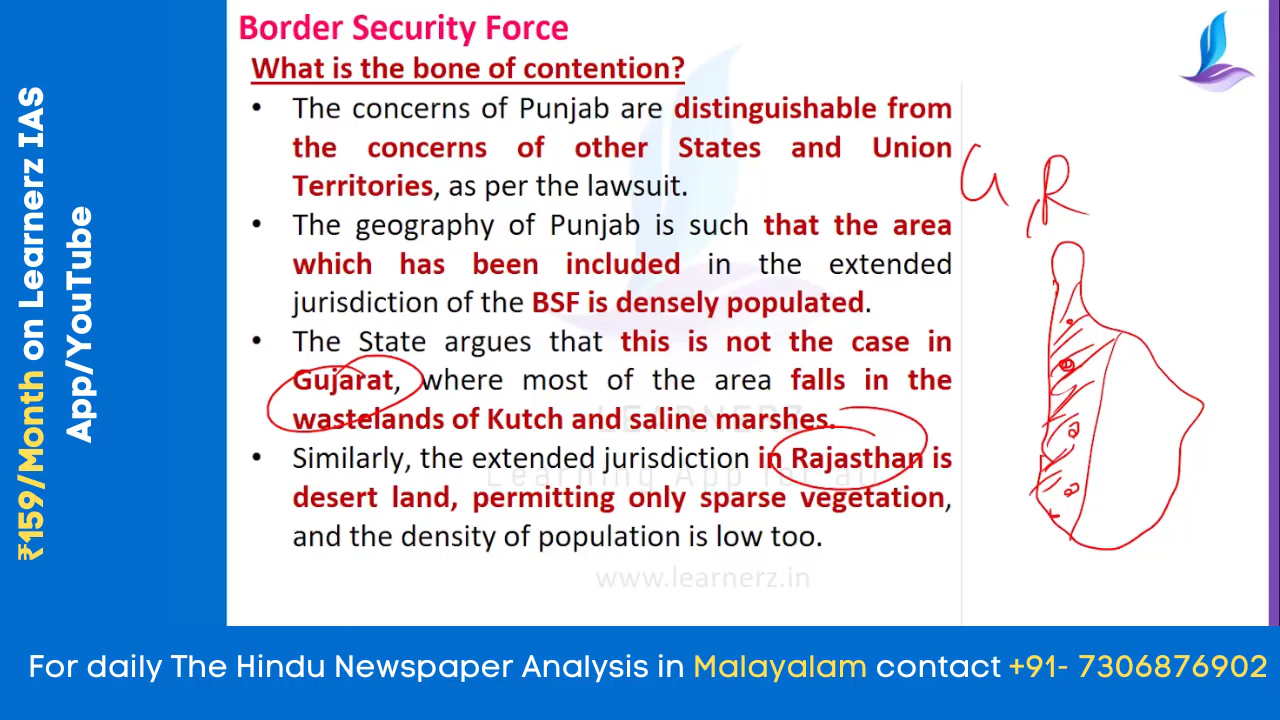 ₹159/Month on Learnerz IAS
App/YouTube
Border Security Force
What is the bone of contention?
• The concerns of Punjab are distinguishable from
the concerns of other States and Union
Territories, as per the lawsuit.
• The geography of Punjab is such that the area
which has been included in the extended
jurisdiction of the BSF is densely populated.
• The State argues that this is not the case in
Gujarat, where most of the area falls in the
wastelands of Kutch and saline marshes.
• Similarly, the extended jurisdiction in Rajasthan is
desert land, permitting only sparse vegetation,
and the density of population is low too.
G, R
LEARNERZ
Learning App for all
www.learnerz.in
For daily The Hindu Newspaper Analysis in Malayalam contact +91- 7306876902